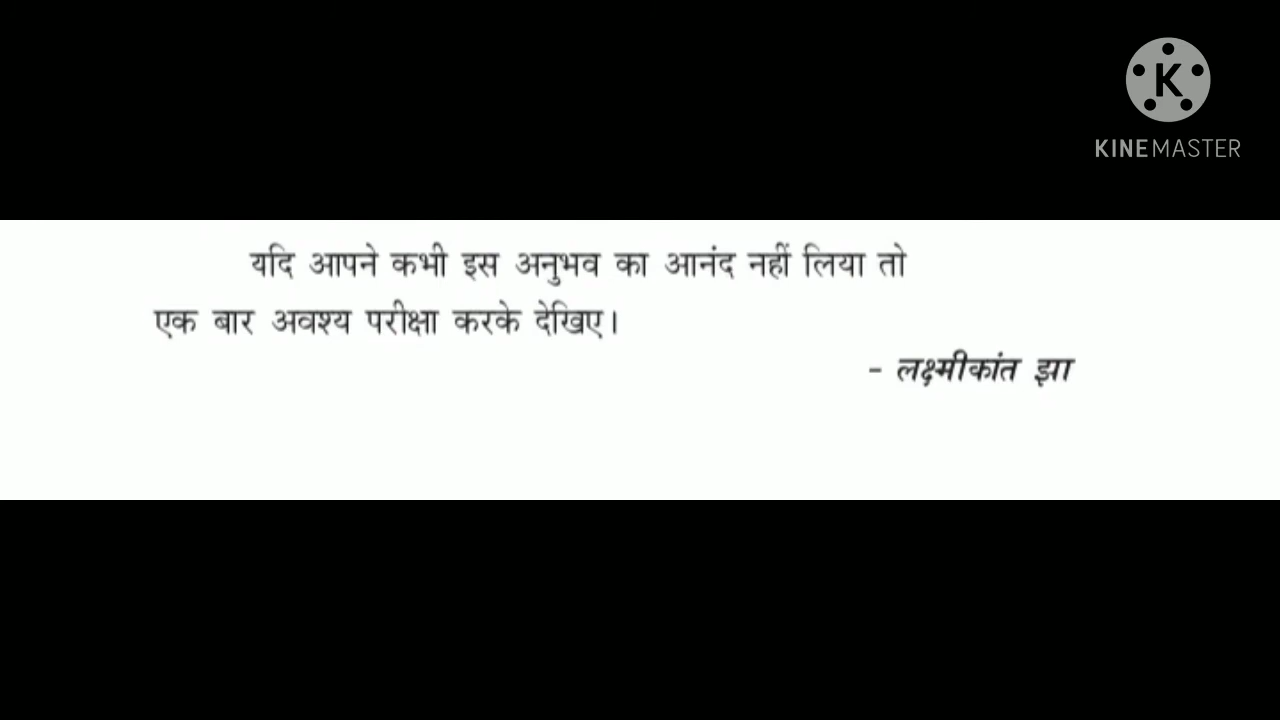 KINEMASTER
यदि आपने कभी इस अनुभव का आनंद नहीं लिया तो
एक बार अवश्य परीक्षा करके देखिए।
- लक्ष्मीकांत झा